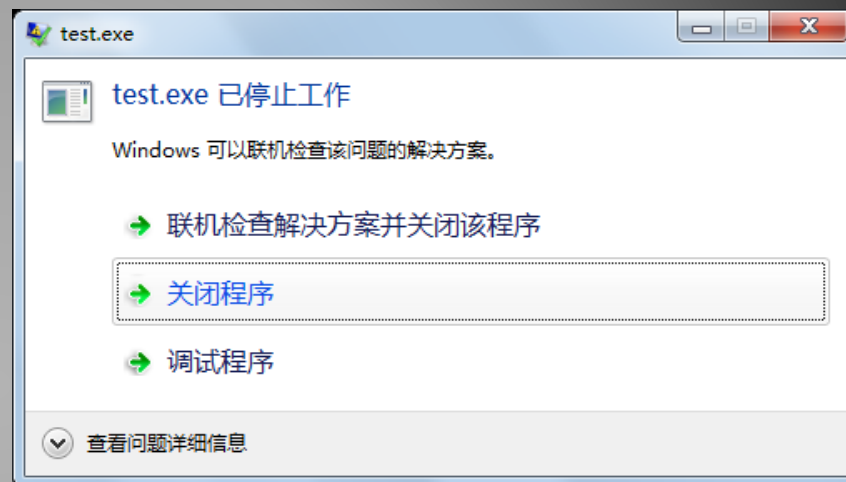 test.exe
test.exe 已停止工作
Windows 可以联机检查该问题的解决方案。
联机检查解决方案并关闭该程序
关闭程序
调试程序
查看问题详细信息